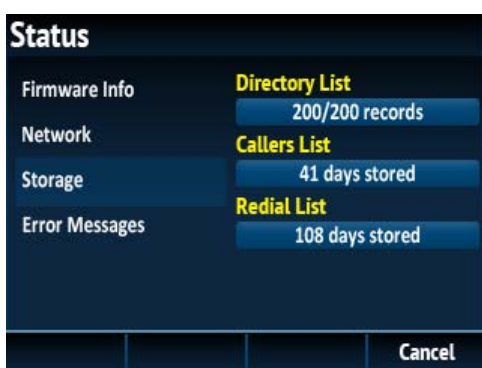 Status
Firmware Info
Network
Storage
Error Messages
Directory List
200/200 records
Callers List
41 days stored
Redial List
108 days stored
Cancel